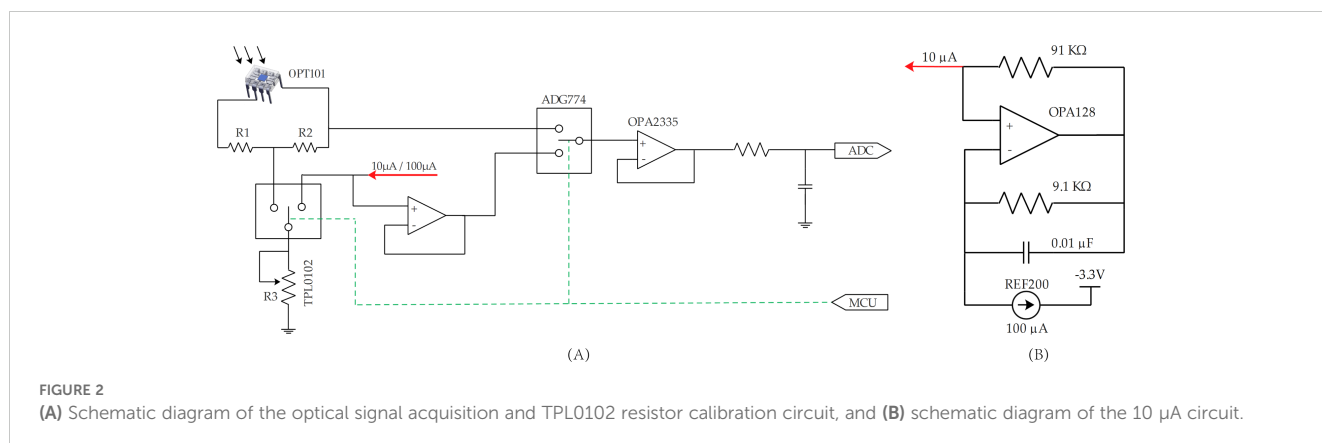 OPT101
R1
R2
10µA / 100µA
R3
TPL0102
ADG774
OPA2335
ADC
MCU
(A)
10 µA
91 KΩ
OPA128
+
-
9.1 KΩ
0.01 µF
REF200
-3.3V
100 µA
(B)
FIGURE 2
(A) Schematic diagram of the optical signal acquisition and TPL0102 resistor calibration circuit, and (B) schematic diagram of the 10 µA circuit.